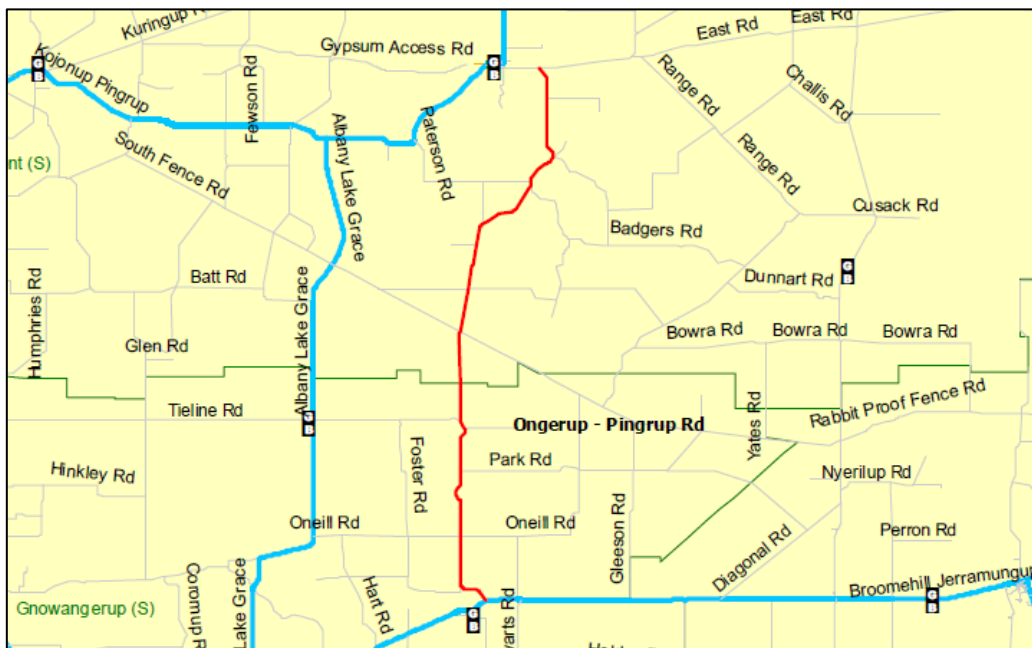 Kuringup R
East Rd
East Rd
Gypsum Access Rd
Kojonup Pingrup
Fewson Rd
Range Rd
Challis Rd
Albany Lake Grace
Paterson Rd
South Fence Rd
nt (S)
Range Rd
Cusack Rd
Badgers Rd
Humphries Rd
Batt Rd
Dunnart Rd
Albany Lake Grace
Bowra Rd
Bowra Rd
Bowra Rd
Glen Rd
Tieline Rd
Ongerup - Pingrup Rd
Yates Rd
Rabbit Proof Fence Rd
Hinkley Rd
Foster Rd
Park Rd
Nyerilup Rd
Oneill Rd
Oneill Rd
Gleeson Rd
Perron Rd
Diagonal Rd
Broomehill Jerramungup
Gnowangerup (S)
Coromup R
Lake Grace
Hart Rd
warts Rd